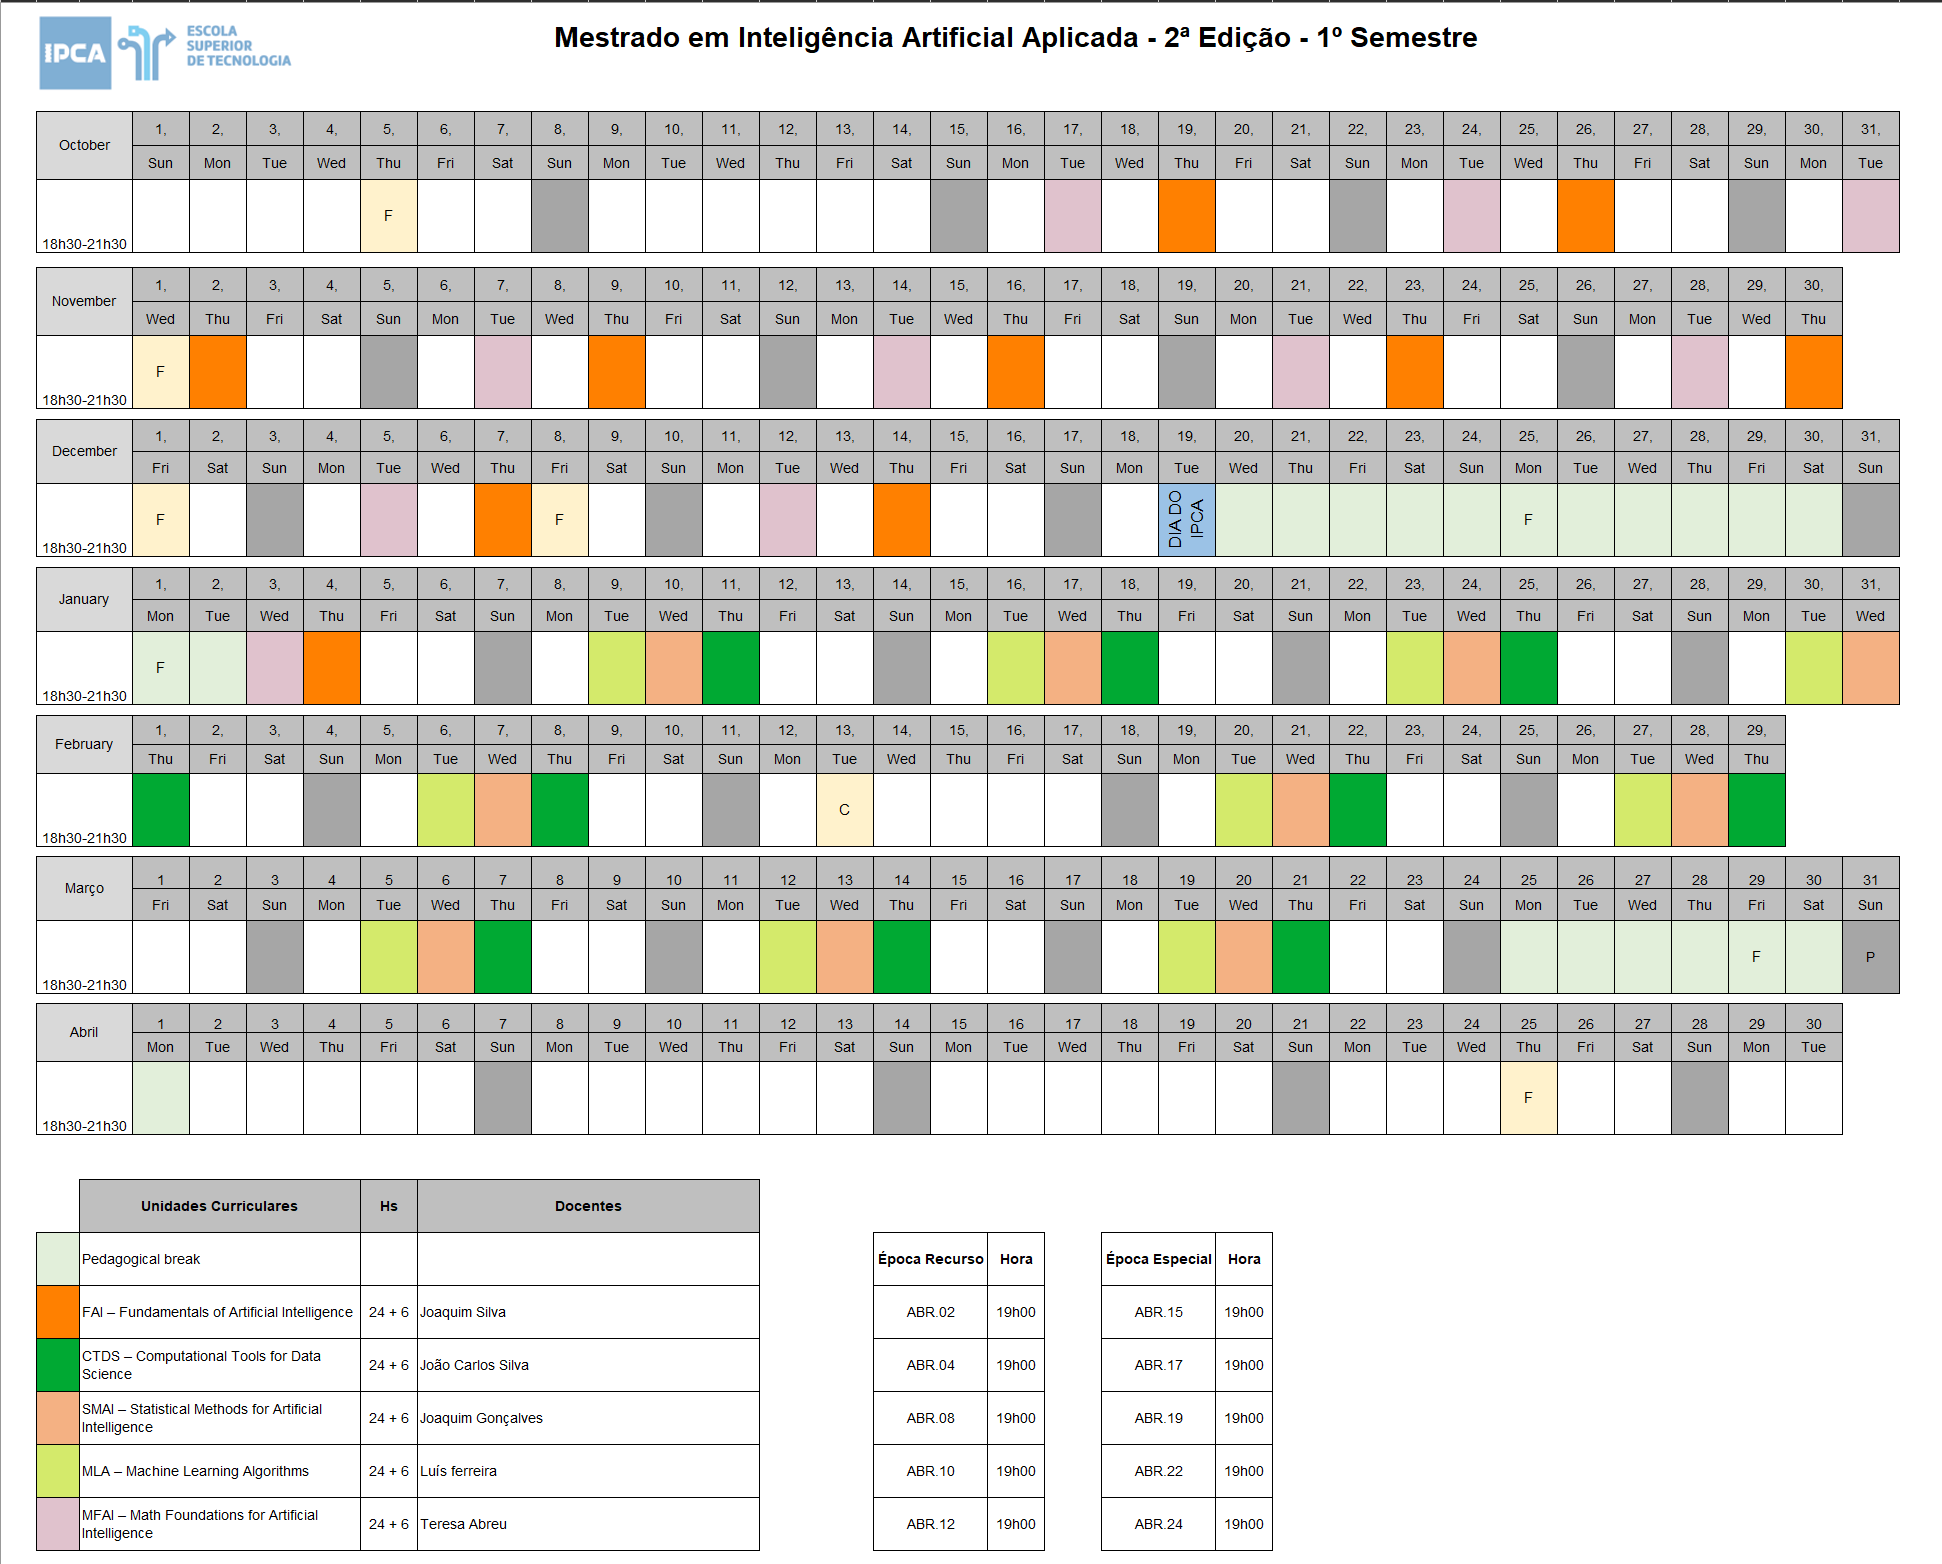 IPCA
ESCOLA
SUPERIOR
DE TECNOLOGIA
Mestrado em Inteligência Artificial Aplicada - 2ª Edição - 1º Semestre
October 1, 2, 3, 4, 5, 6, 7, 8, 9, 10, 11, 12, 13, 14, 15, 16, 17, 18, 19, 20, 21, 22, 23, 24, 25, 26, 27, 28, 29, 30, 31,
Sun Mon Tue Wed Thu Fri Sat Sun Mon Tue Wed Thu Fri Sat Sun Mon Tue Wed Thu Fri Sat Sun Mon Tue Wed Thu Fri Sat Sun Mon Tue
18h30-21h30 F
November 1, 2, 3, 4, 5, 6, 7, 8, 9, 10, 11, 12, 13, 14, 15, 16, 17, 18, 19, 20, 21, 22, 23, 24, 25, 26, 27, 28, 29, 30,
Wed Thu Fri Sat Sun Mon Tue Wed Thu Fri Sat Sun Mon Tue Wed Thu Fri Sat Sun Mon Tue Wed Thu Fri Sat Sun Mon Tue Wed Thu
18h30-21h30 F
December 1, 2, 3, 4, 5, 6, 7, 8, 9, 10, 11, 12, 13, 14, 15, 16, 17, 18, 19, 20, 21, 22, 23, 24, 25, 26, 27, 28, 29, 30, 31,
Fri Sat Sun Mon Tue Wed Thu Fri Sat Sun Mon Tue Wed Thu Fri Sat Sun Mon Tue Wed Thu Fri Sat Sun Mon Tue Wed Thu Fri Sat Sun
18h30-21h30 F F DIA DO IPCA F
January 1, 2, 3, 4, 5, 6, 7, 8, 9, 10, 11, 12, 13, 14, 15, 16, 17, 18, 19, 20, 21, 22, 23, 24, 25, 26, 27, 28, 29, 30, 31,
Mon Tue Wed Thu Fri Sat Sun Mon Tue Wed Thu Fri Sat Sun Mon Tue Wed Thu Fri Sat Sun Mon Tue Wed Thu Fri Sat Sun Mon Tue Wed
18h30-21h30 F
February 1, 2, 3, 4, 5, 6, 7, 8, 9, 10, 11, 12, 13, 14, 15, 16, 17, 18, 19, 20, 21, 22, 23, 24, 25, 26, 27, 28, 29,
Thu Fri Sat Sun Mon Tue Wed Thu Fri Sat Sun Mon Tue Wed Thu Fri Sat Sun Mon Tue Wed Thu Fri Sat Sun Mon Tue Wed Thu
18h30-21h30 C
Março 1 2 3 4 5 6 7 8 9 10 11 12 13 14 15 16 17 18 19 20 21 22 23 24 25 26 27 28 29 30 31
Fri Sat Sun Mon Tue Wed Thu Fri Sat Sun Mon Tue Wed Thu Fri Sat Sun Mon Tue Wed Thu Fri Sat Sun Mon Tue Wed Thu Fri Sat Sun
18h30-21h30 F P
Abril 1 2 3 4 5 6 7 8 9 10 11 12 13 14 15 16 17 18 19 20 21 22 23 24 25 26 27 28 29 30
Mon Tue Wed Thu Fri Sat Sun Mon Tue Wed Thu Fri Sat Sun Mon Tue Wed Thu Fri Sat Sun Mon Tue Wed Thu Fri Sat Sun Mon Tue
18h30-21h30 F
Unidades Curriculares Hs Docentes
Pedagogical break
FAI – Fundamentals of Artificial Intelligence 24 + 6 Joaquim Silva
CTDS – Computational Tools for Data
Science 24 + 6 João Carlos Silva
SMAI – Statistical Methods for Artificial
Intelligence 24 + 6 Joaquim Gonçalves
MLA – Machine Learning Algorithms 24 + 6 Luís ferreira
MFAI – Math Foundations for Artificial
Intelligence 24 + 6 Teresa Abreu
Época Recurso Hora
ABR.02 19h00
ABR.04 19h00
ABR.08 19h00
ABR.10 19h00
ABR.12 19h00
Época Especial Hora
ABR.15 19h00
ABR.17 19h00
ABR.19 19h00
ABR.22 19h00
ABR.24 19h00